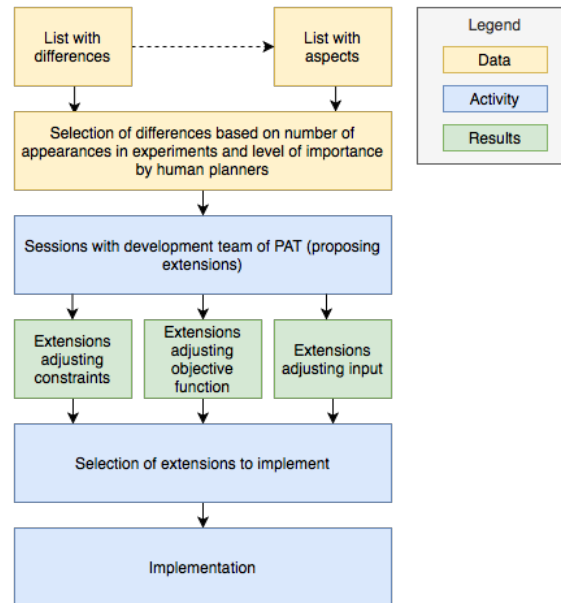 List with
differences
List with
aspects
Selection of differences based on number of
appearances in experiments and level of importance
by human planners
Sessions with development team of PAT (proposing
extensions)
Extensions
adjusting
constraints
Extensions
adjusting
objective
function
Extensions
adjusting input
Selection of extensions to implement
Implementation
Legend
Data
Activity
Results